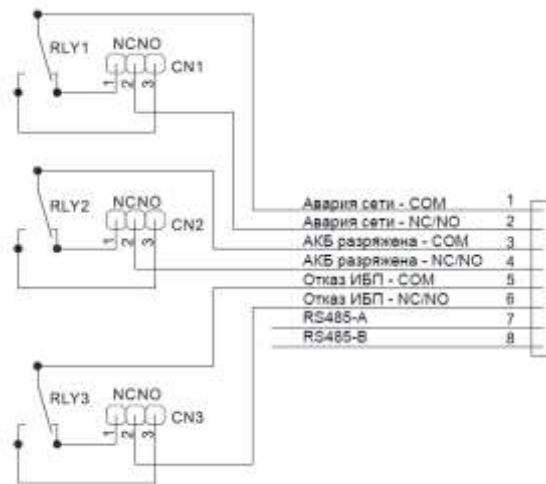 RLY1
NCNO
CN1
1
2
3
RLY2
NCNO
CN2
1
2
3
Авария сети - COM 1
Авария сети - NC/NO 2
АКБ разряжена - COM 3
АКБ разряжена - NC/NO 4
Отказ ИБП - COM 5
Отказ ИБП - NC/NO 6
RS485-A 7
RS485-B 8
RLY3
NCNO
CN3
1
2
3